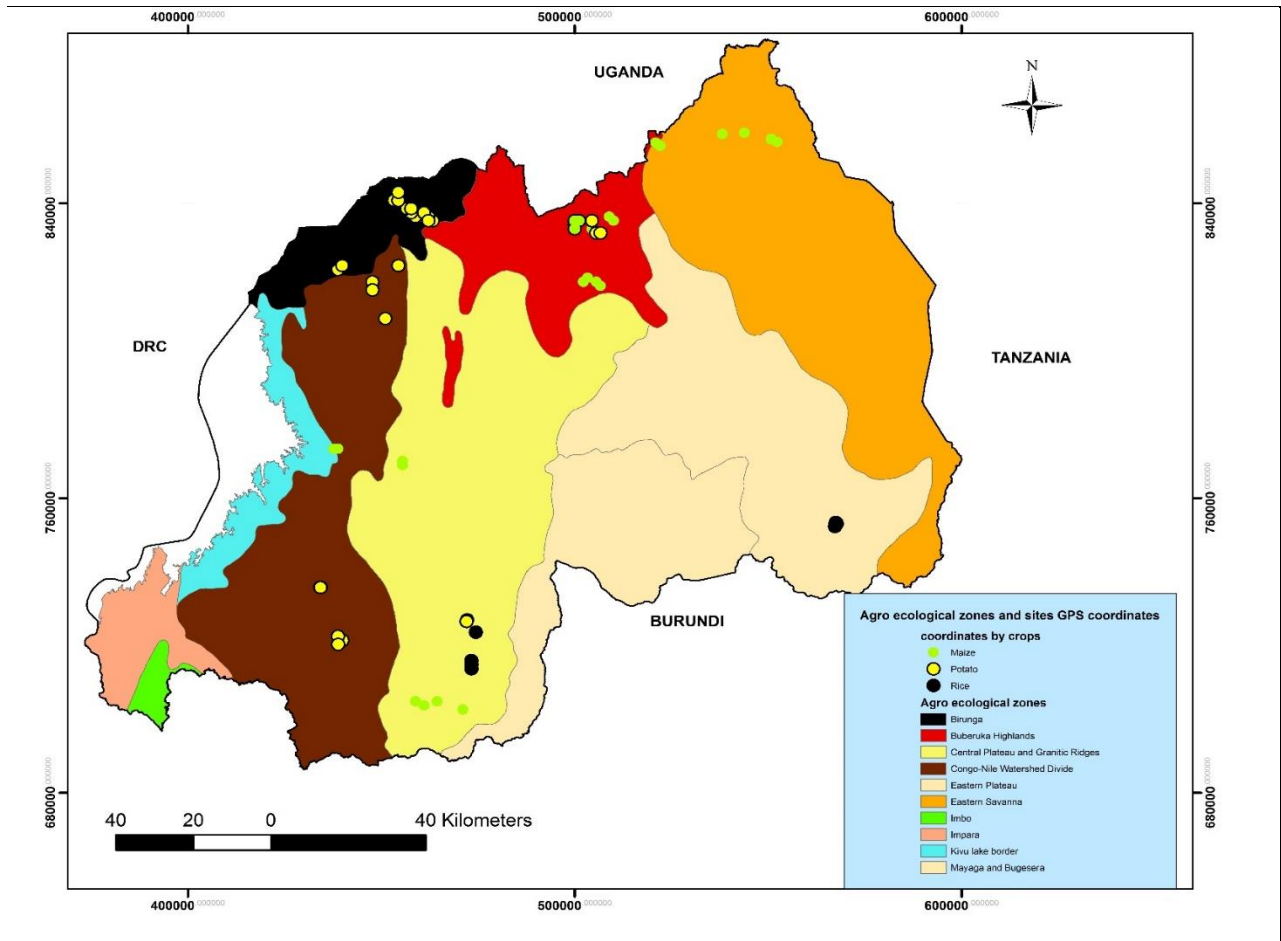 400000.000000 500000.000000 600000.000000
UGANDA
N
840000.000000 840000.000000
DRC
TANZANIA
760000.000000 760000.000000
BURUNDI
Agro ecological zones and sites GPS coordinates
coordinates by crops
Maize
Potato
Rice
Agro ecological zones
Birunga
Buberuka Highlands
Central Plateau and Granitic Ridges
Congo-Nile Watershed Divide
Eastern Plateau
Eastern Savanna
Imbo
Impara
Kivu lake border
Mayaga and Bugesera
680000.000000 680000.000000
40 20 0 40 Kilometers
400000.000000 500000.000000 600000.000000